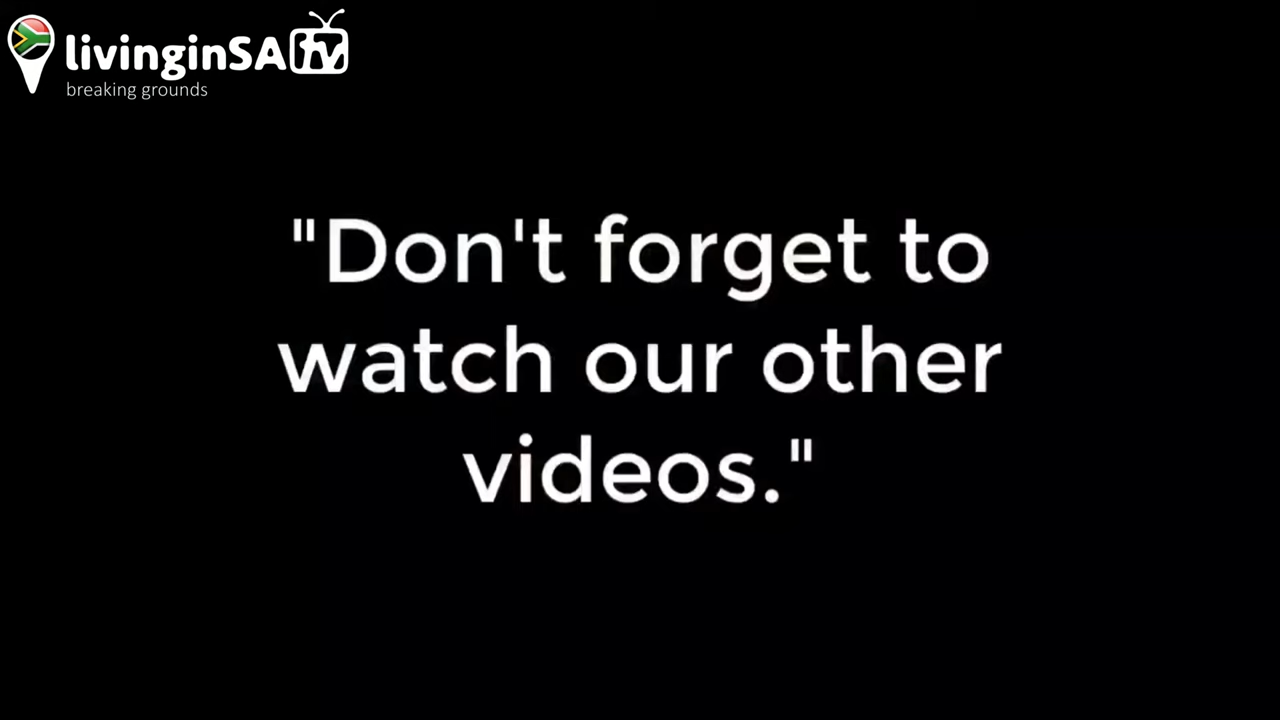 livinginSA tv
breaking grounds
"Don't forget to
watch our other
videos."